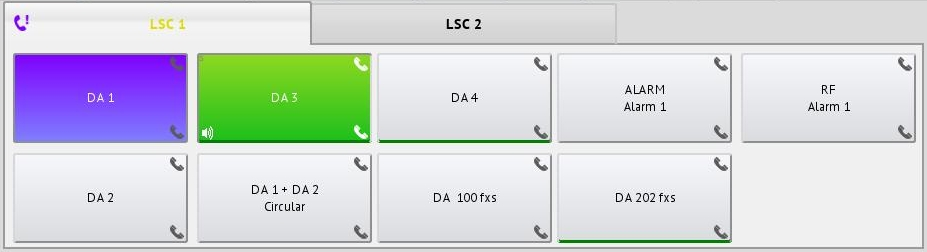 LSC 1
LSC 2
DA 1
DA 3
DA 4
ALARM
Alarm 1
RF
Alarm 1
DA 2
DA 1 + DA 2
Circular
DA 100 fxs
DA 202 fxs